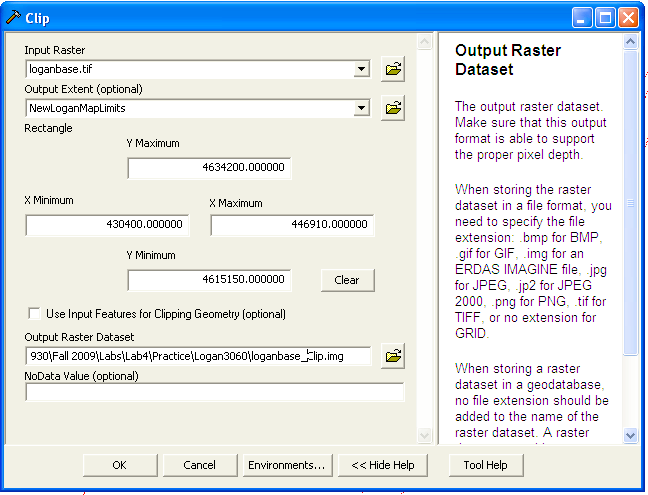 Clip
Input Raster
loganbase.tif
Output Extent (optional)
NewLoganMapLimits
Rectangle
Y Maximum
4634200.000000
X Minimum
X Maximum
430400.000000
446910.000000
Y Minimum
4615150.000000
Clear
Use Input Features for Clipping Geometry (optional)
Output Raster Dataset
930\Fall 2009\Labs\Lab4\Practice\Logan3060\loganbase_Clip.img
NoData Value (optional)
OK
Cancel
Environments...
<< Hide Help
Tool Help
Output Raster
Dataset
The output raster dataset.
Make sure that this output
format is able to support
the proper pixel depth.
When storing the raster
dataset in a file format, you
need to specify the file
extension: .bmp for BMP,
.gif for GIF, .img for an
ERDAS IMAGINE file, .jpg
for JPEG, .jp2 for JPEG
2000, .png for PNG, .tif for
TIFF, or no extension for
GRID.
When storing a raster
dataset in a geodatabase,
no file extension should be
added to the name of the
raster dataset. A raster